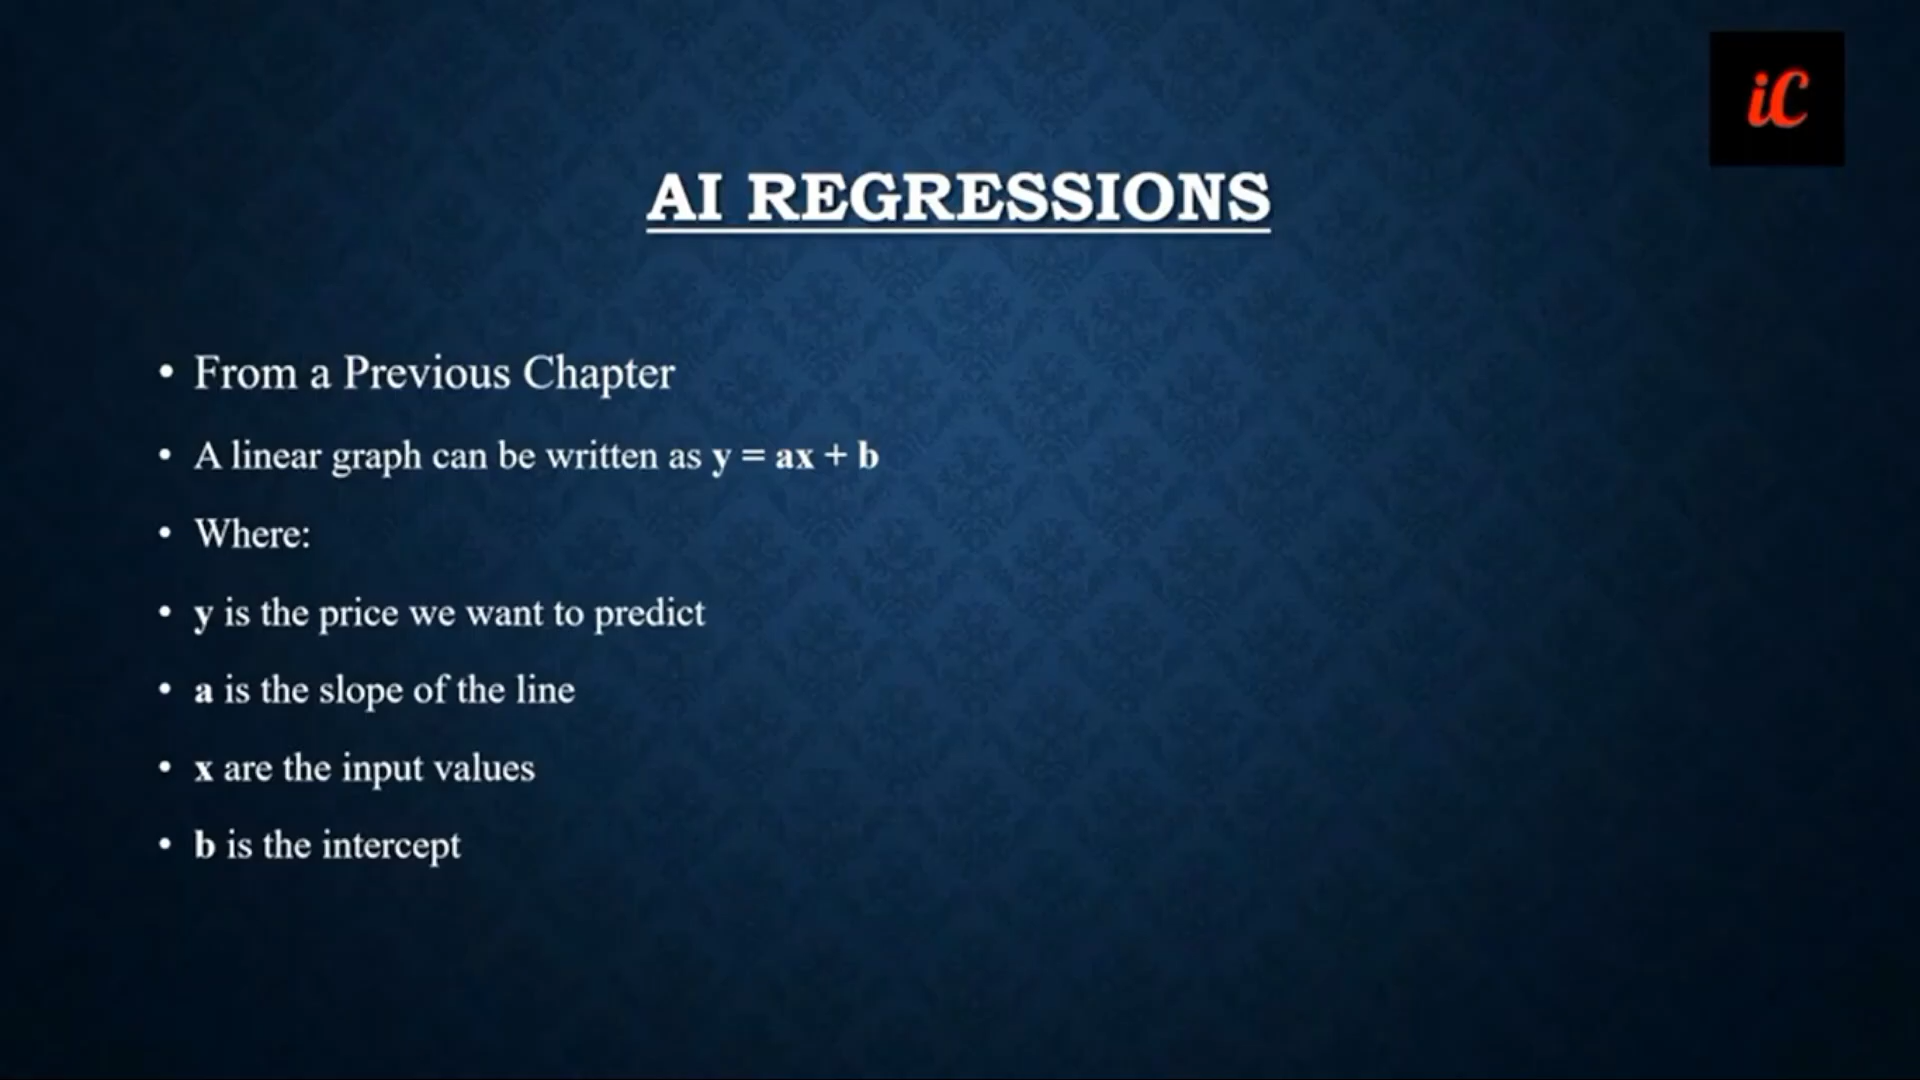 iC
AI REGRESSIONS
• From a Previous Chapter
• A linear graph can be written as y = ax + b
• Where:
• y is the price we want to predict
• a is the slope of the line
• x are the input values
• b is the intercept